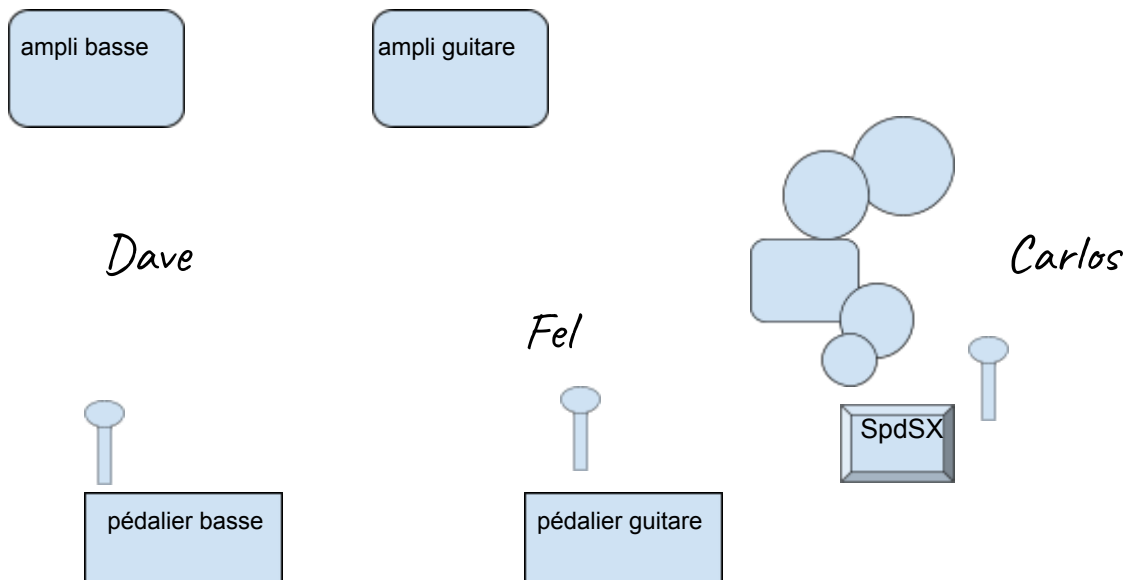 ampli basse
ampli guitare
Dave
Carlos
Fel
SpdSX
pédalier basse
pédalier guitare